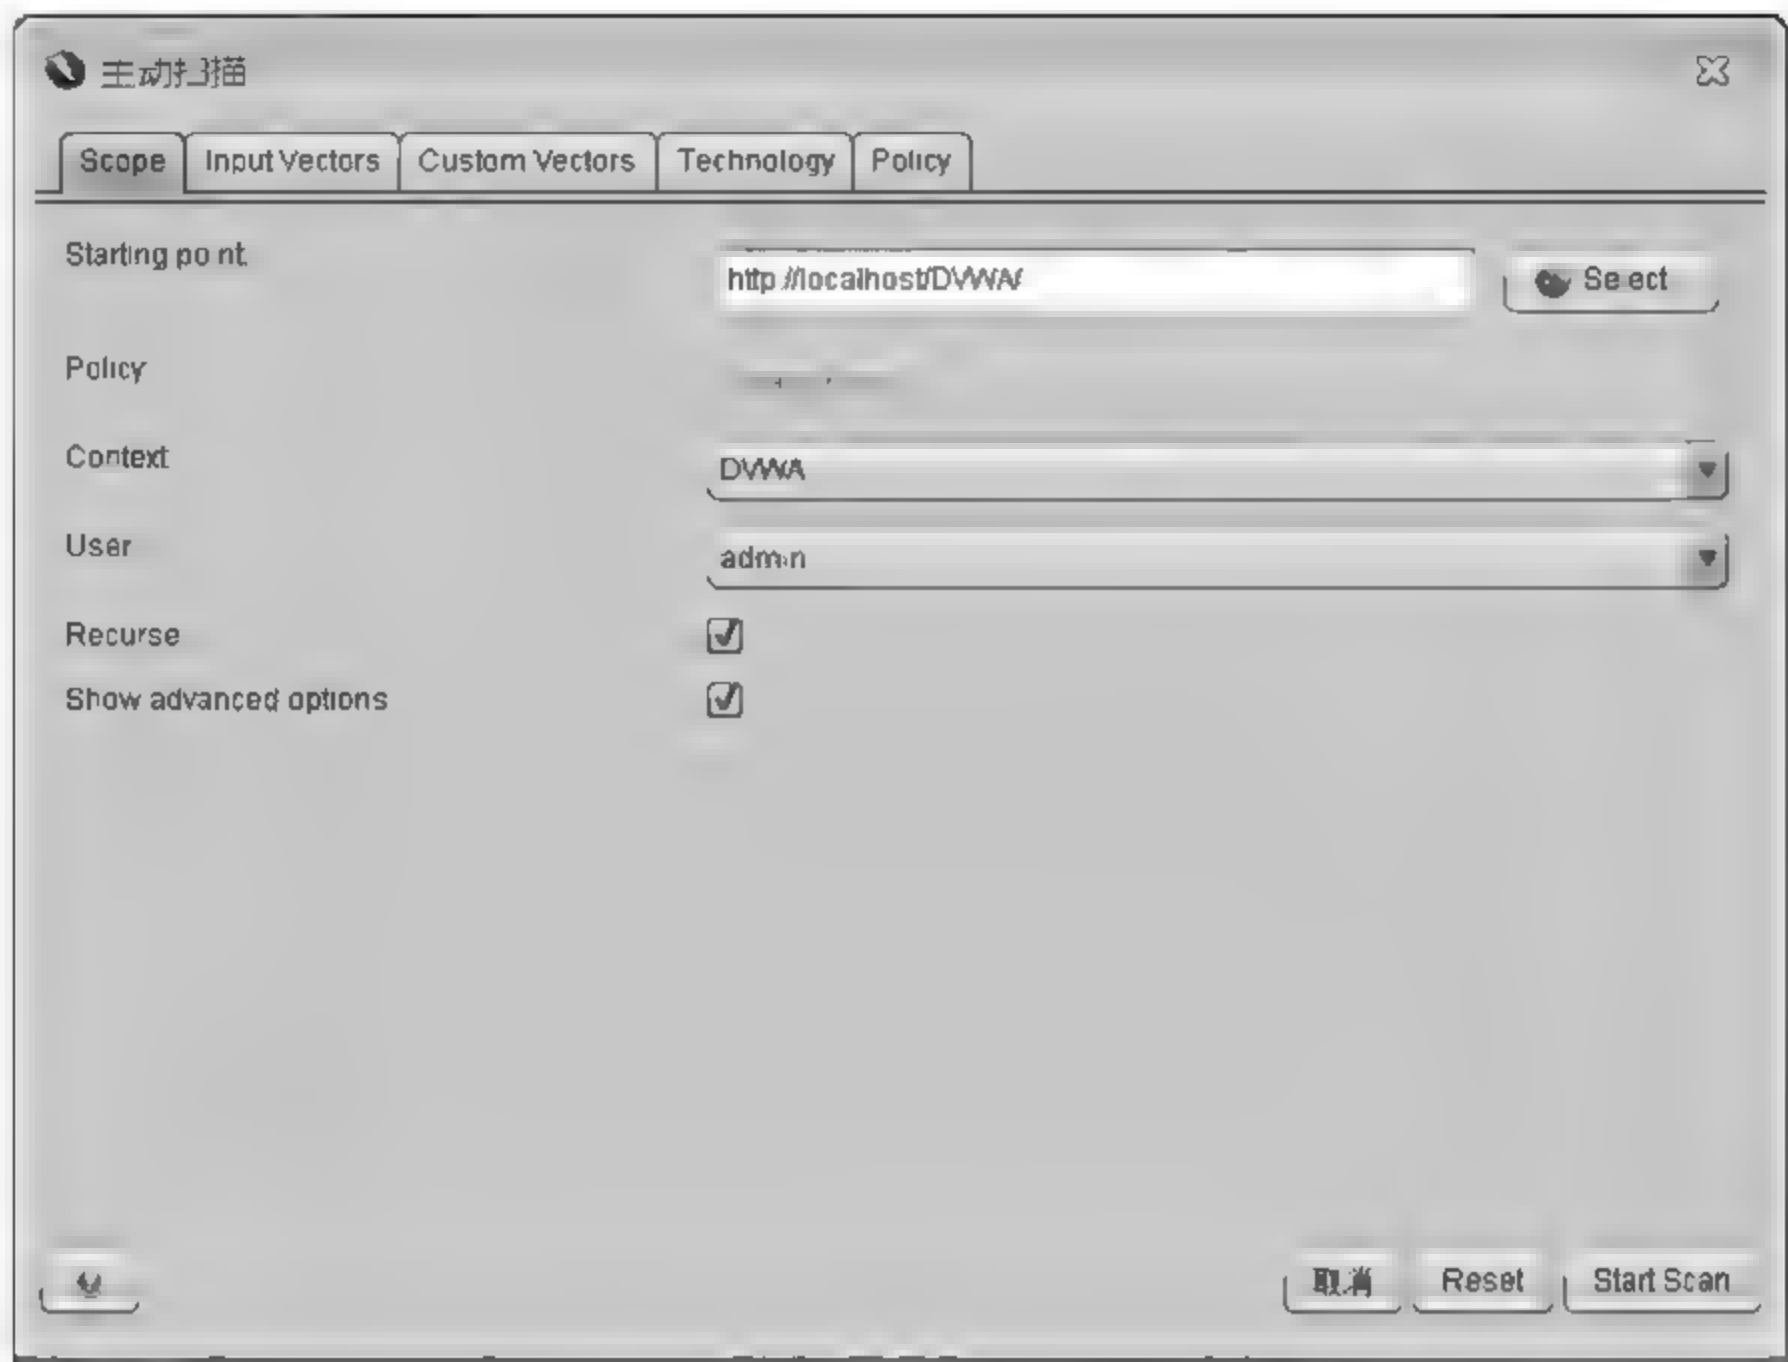 主动扫描
Scope Input Vectors Custom Vectors Technology Policy
Starting point: http://localhost/DVWA/ Select
Policy
Context DVWA
User admin
Recurse
Show advanced options
取消 Reset Start Scan